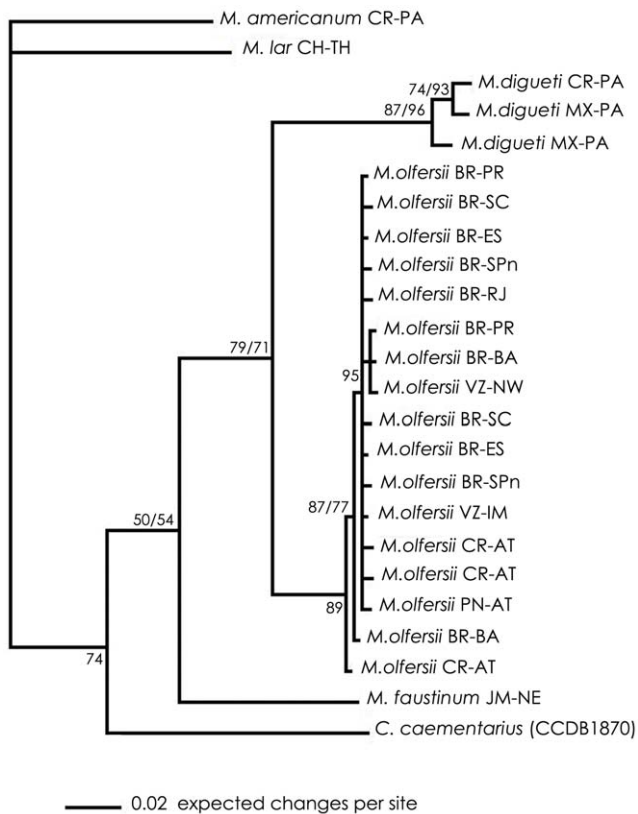 M. americanum CR-PA
M. lar CH-TH
74/93
M.digueti CR-PA
87/96
M.digueti MX-PA
M.digueti MX-PA
M.olfersii BR-PR
M.olfersii BR-SC
M.olfersii BR-ES
M.olfersii BR-SPn
M.olfersii BR-RJ
M.olfersii BR-PR
79/71
M.olfersii BR-BA
95
M.olfersii VZ-NW
M.olfersii BR-SC
M.olfersii BR-ES
M.olfersii BR-SPn
87/77
M.olfersii VZ-IM
50/54
M.olfersii CR-AT
M.olfersii CR-AT
89
M.olfersii PN-AT
M.olfersii BR-BA
74
M.olfersii CR-AT
M. faustinum JM-NE
C. caementarius (CCDB1870)
0.02 expected changes per site